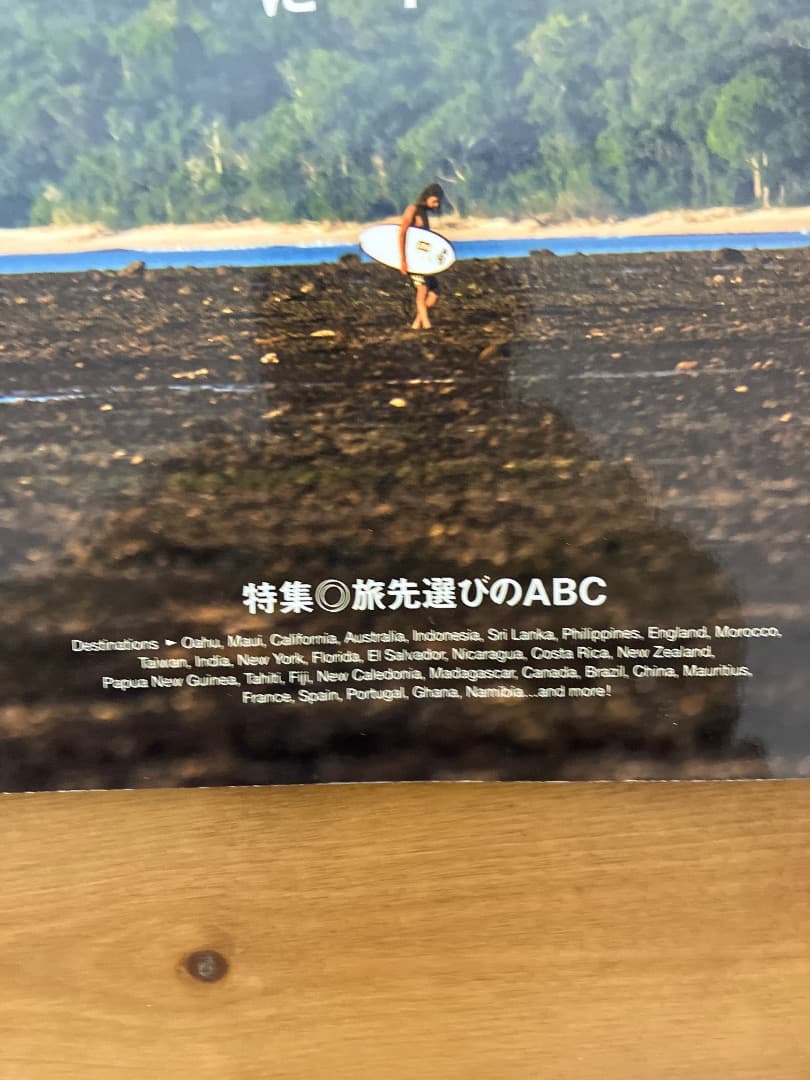 特集◎旅先選びのABC
Destinations ► Oahu, Maui, California, Australia, Indonesia, Sri Lanka, Philippines, England, Morocco,
Taiwan, India, New York, Florida, El Salvador, Nicaragua, Costa Rica, New Zealand,
Papua New Guinea, Tahiti, Fiji, New Caledonia, Madagascar, Canada, Brazil, China, Mauritius,
France, Spain, Portugal, Ghana, Namibia...and more!